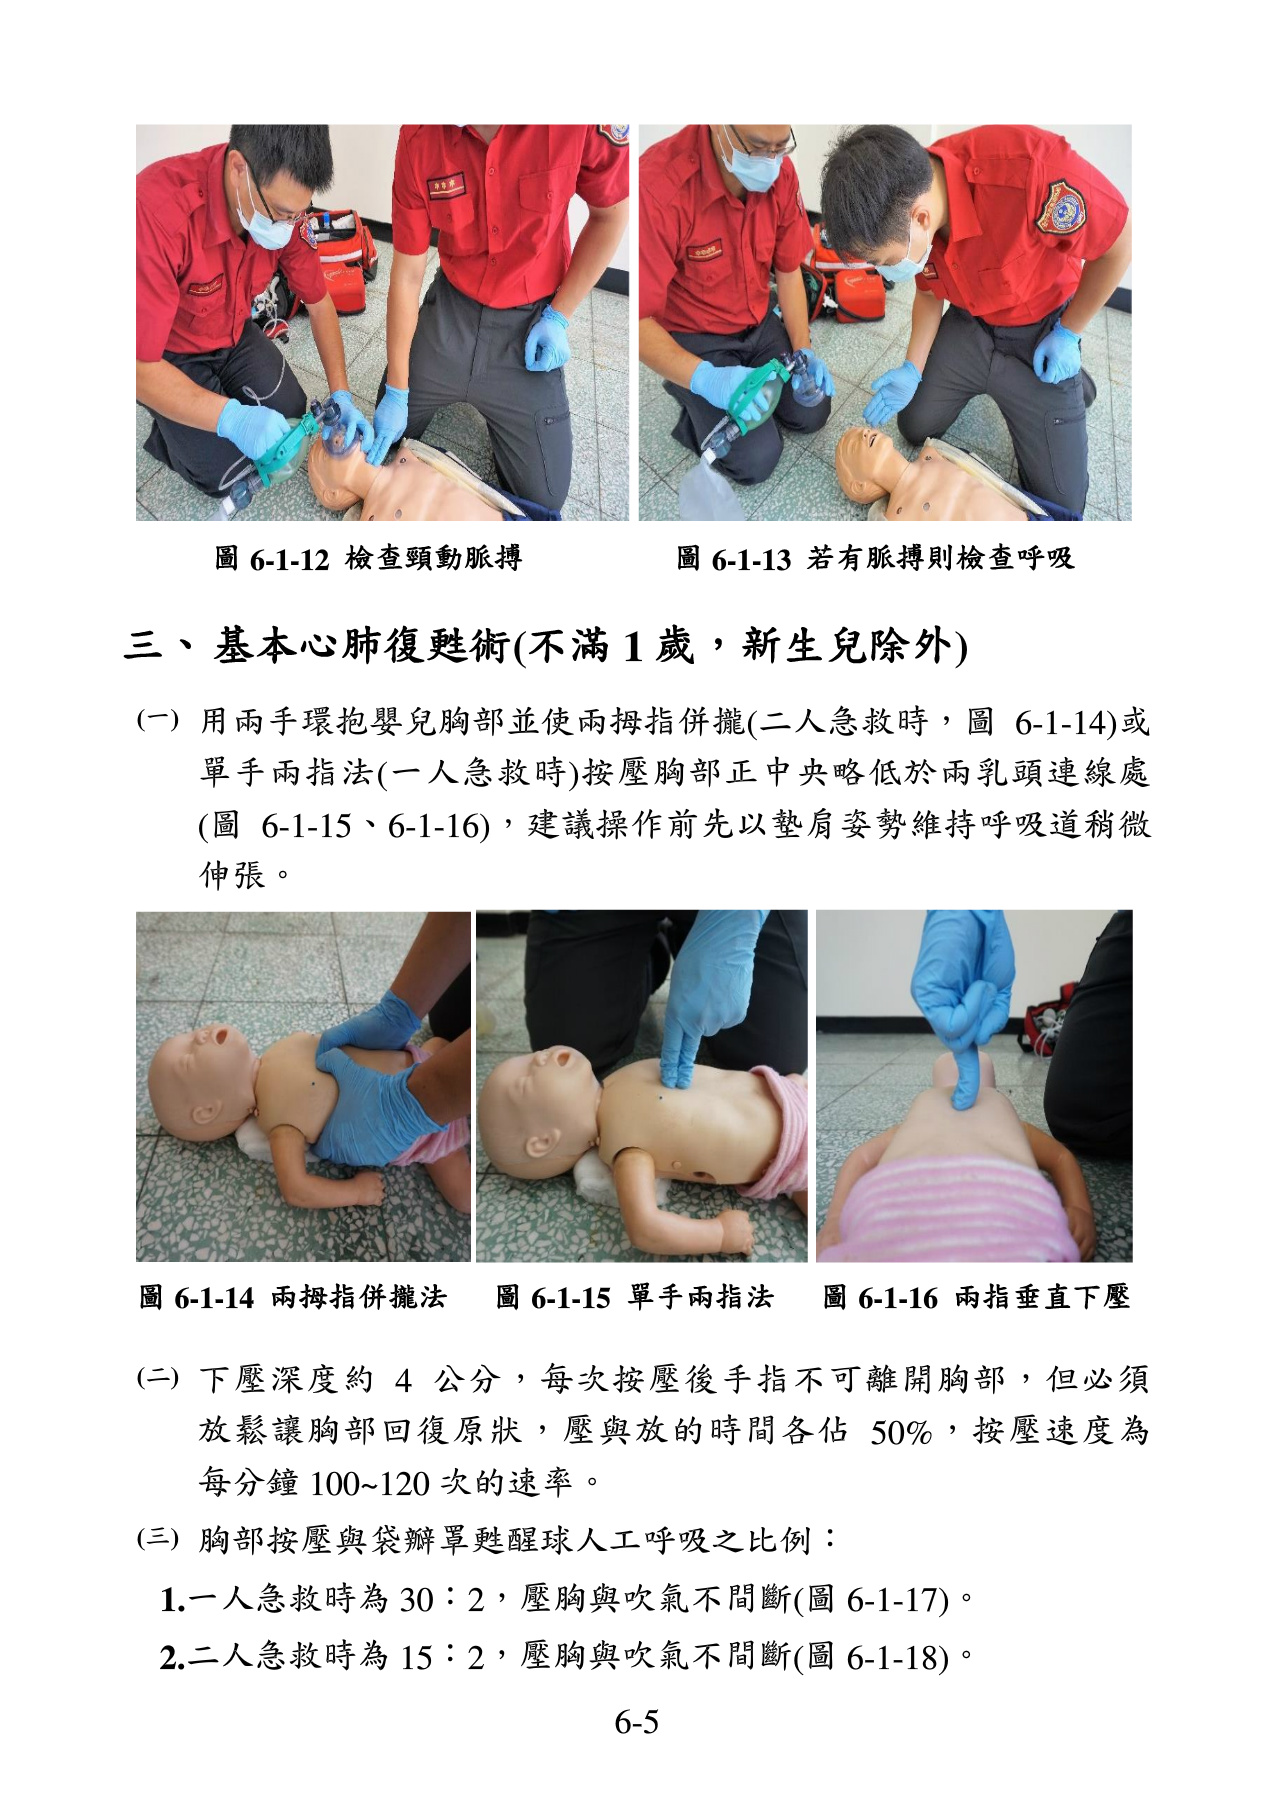 圖 6-1-12 檢查頸動脈搏
圖 6-1-13 若有脈搏則檢查呼吸
三、基本心肺復甦術(不滿 1 歲，新生兒除外)
(一) 用兩手環抱嬰兒胸部並使兩拇指併攏(二人急救時，圖 6-1-14)或
單手兩指法(一人急救時)按壓胸部正中央略低於兩乳頭連線處
(圖 6-1-15、6-1-16)，建議操作前先以墊肩姿勢維持呼吸道稍微
伸張。
圖 6-1-14 兩拇指併攏法
圖 6-1-15 單手兩指法
圖 6-1-16 兩指垂直下壓
(二) 下壓深度約 4 公分，每次按壓後手指不可離開胸部，但必須
放鬆讓胸部回復原狀，壓與放的時間各佔 50%，按壓速度為
每分鐘 100~120 次的速率。
(三) 胸部按壓與袋瓣罩甦醒球人工呼吸之比例：
1.一人急救時為 30：2，壓胸與吹氣不間斷(圖 6-1-17)。
2.二人急救時為 15：2，壓胸與吹氣不間斷(圖 6-1-18)。
6-5